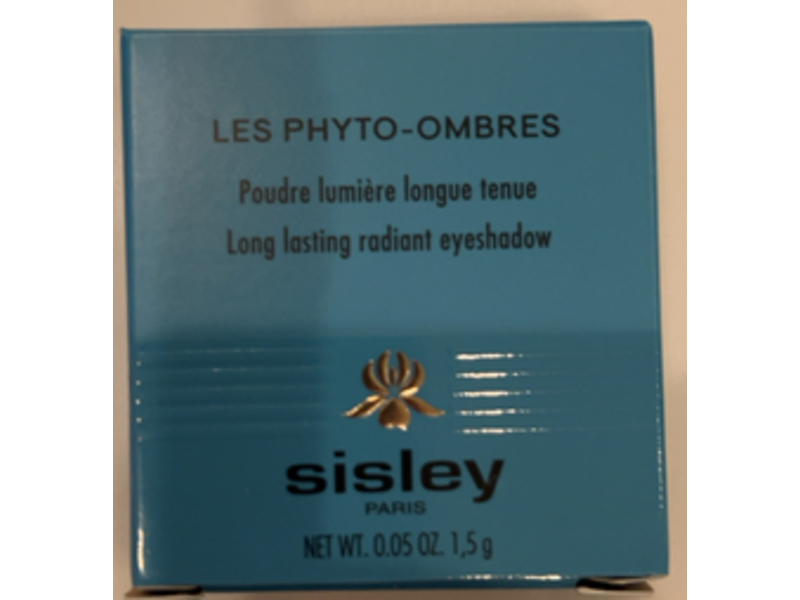 LES PHYTO-OMBRES
Poudre lumière longue tenue
Long lasting radiant eyeshadow
sisley
PARIS
NET WT. 0.05 OZ. 1,5 g